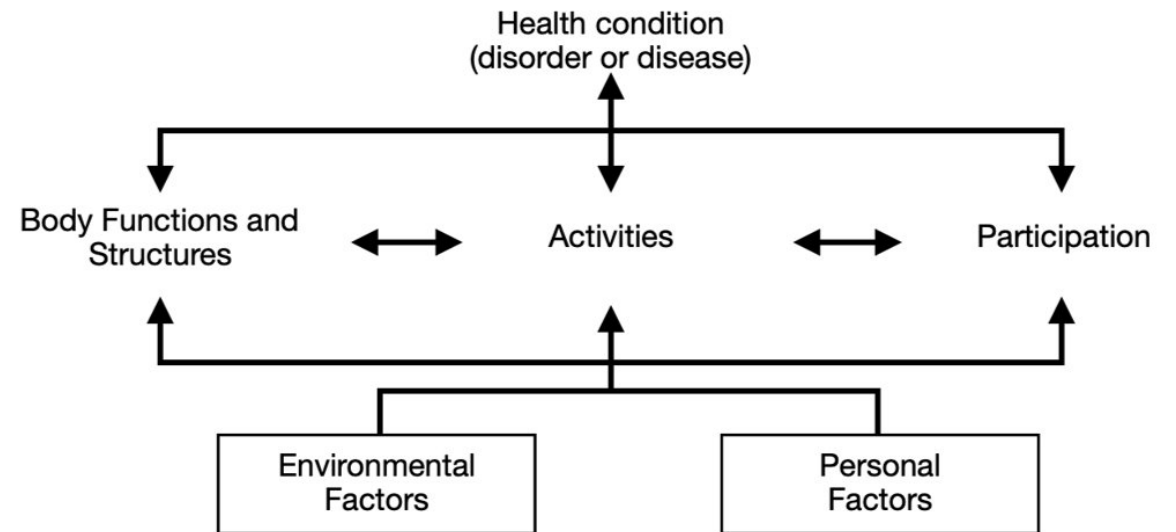 Health condition
(disorder or disease)
Body Functions and
Structures
Activities
Participation
Environmental
Factors
Personal
Factors